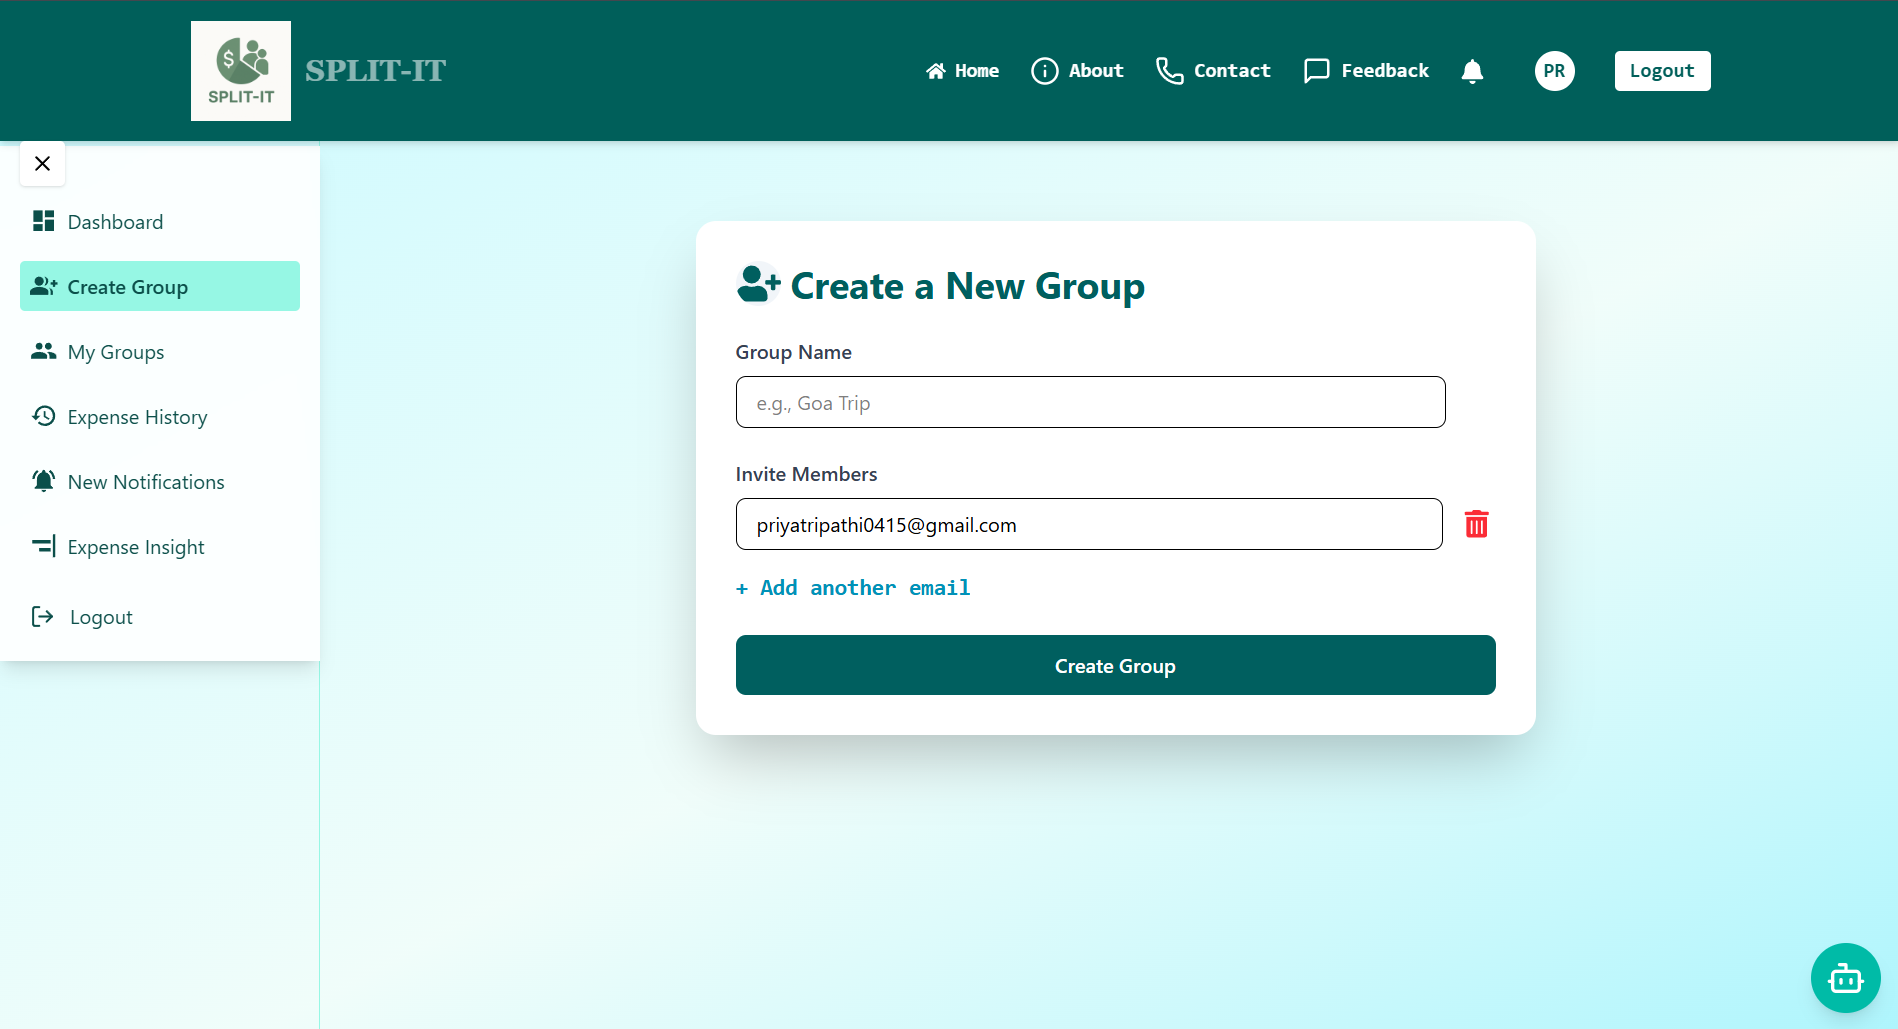 SPLIT-IT
SPLIT-IT
Home
About
Contact
Feedback
PR
Logout
Dashboard
Create Group
My Groups
Expense History
New Notifications
Expense Insight
Logout
Create a New Group
Group Name
e.g., Goa Trip
Invite Members
priyatripathi0415@gmail.com
+ Add another email
Create Group